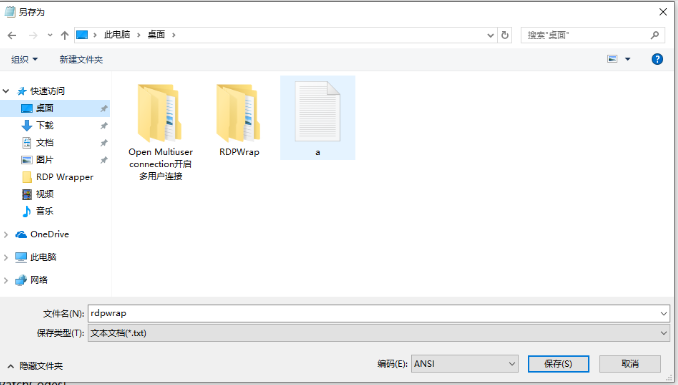 另存为
此电脑
桌面
搜索"桌面"
组织
新建文件夹
快速访问
桌面
下载
文档
图片
RDP Wrapper
视频
音乐
OneDrive
此电脑
网络
Open Multiuser
connection开启
多用户连接
RDPWrap
a
文件名(N):
rdpwrap
保存类型(T):
文本文档(*.txt)
隐藏文件夹
编码(E):
ANSI
保存(S)
取消